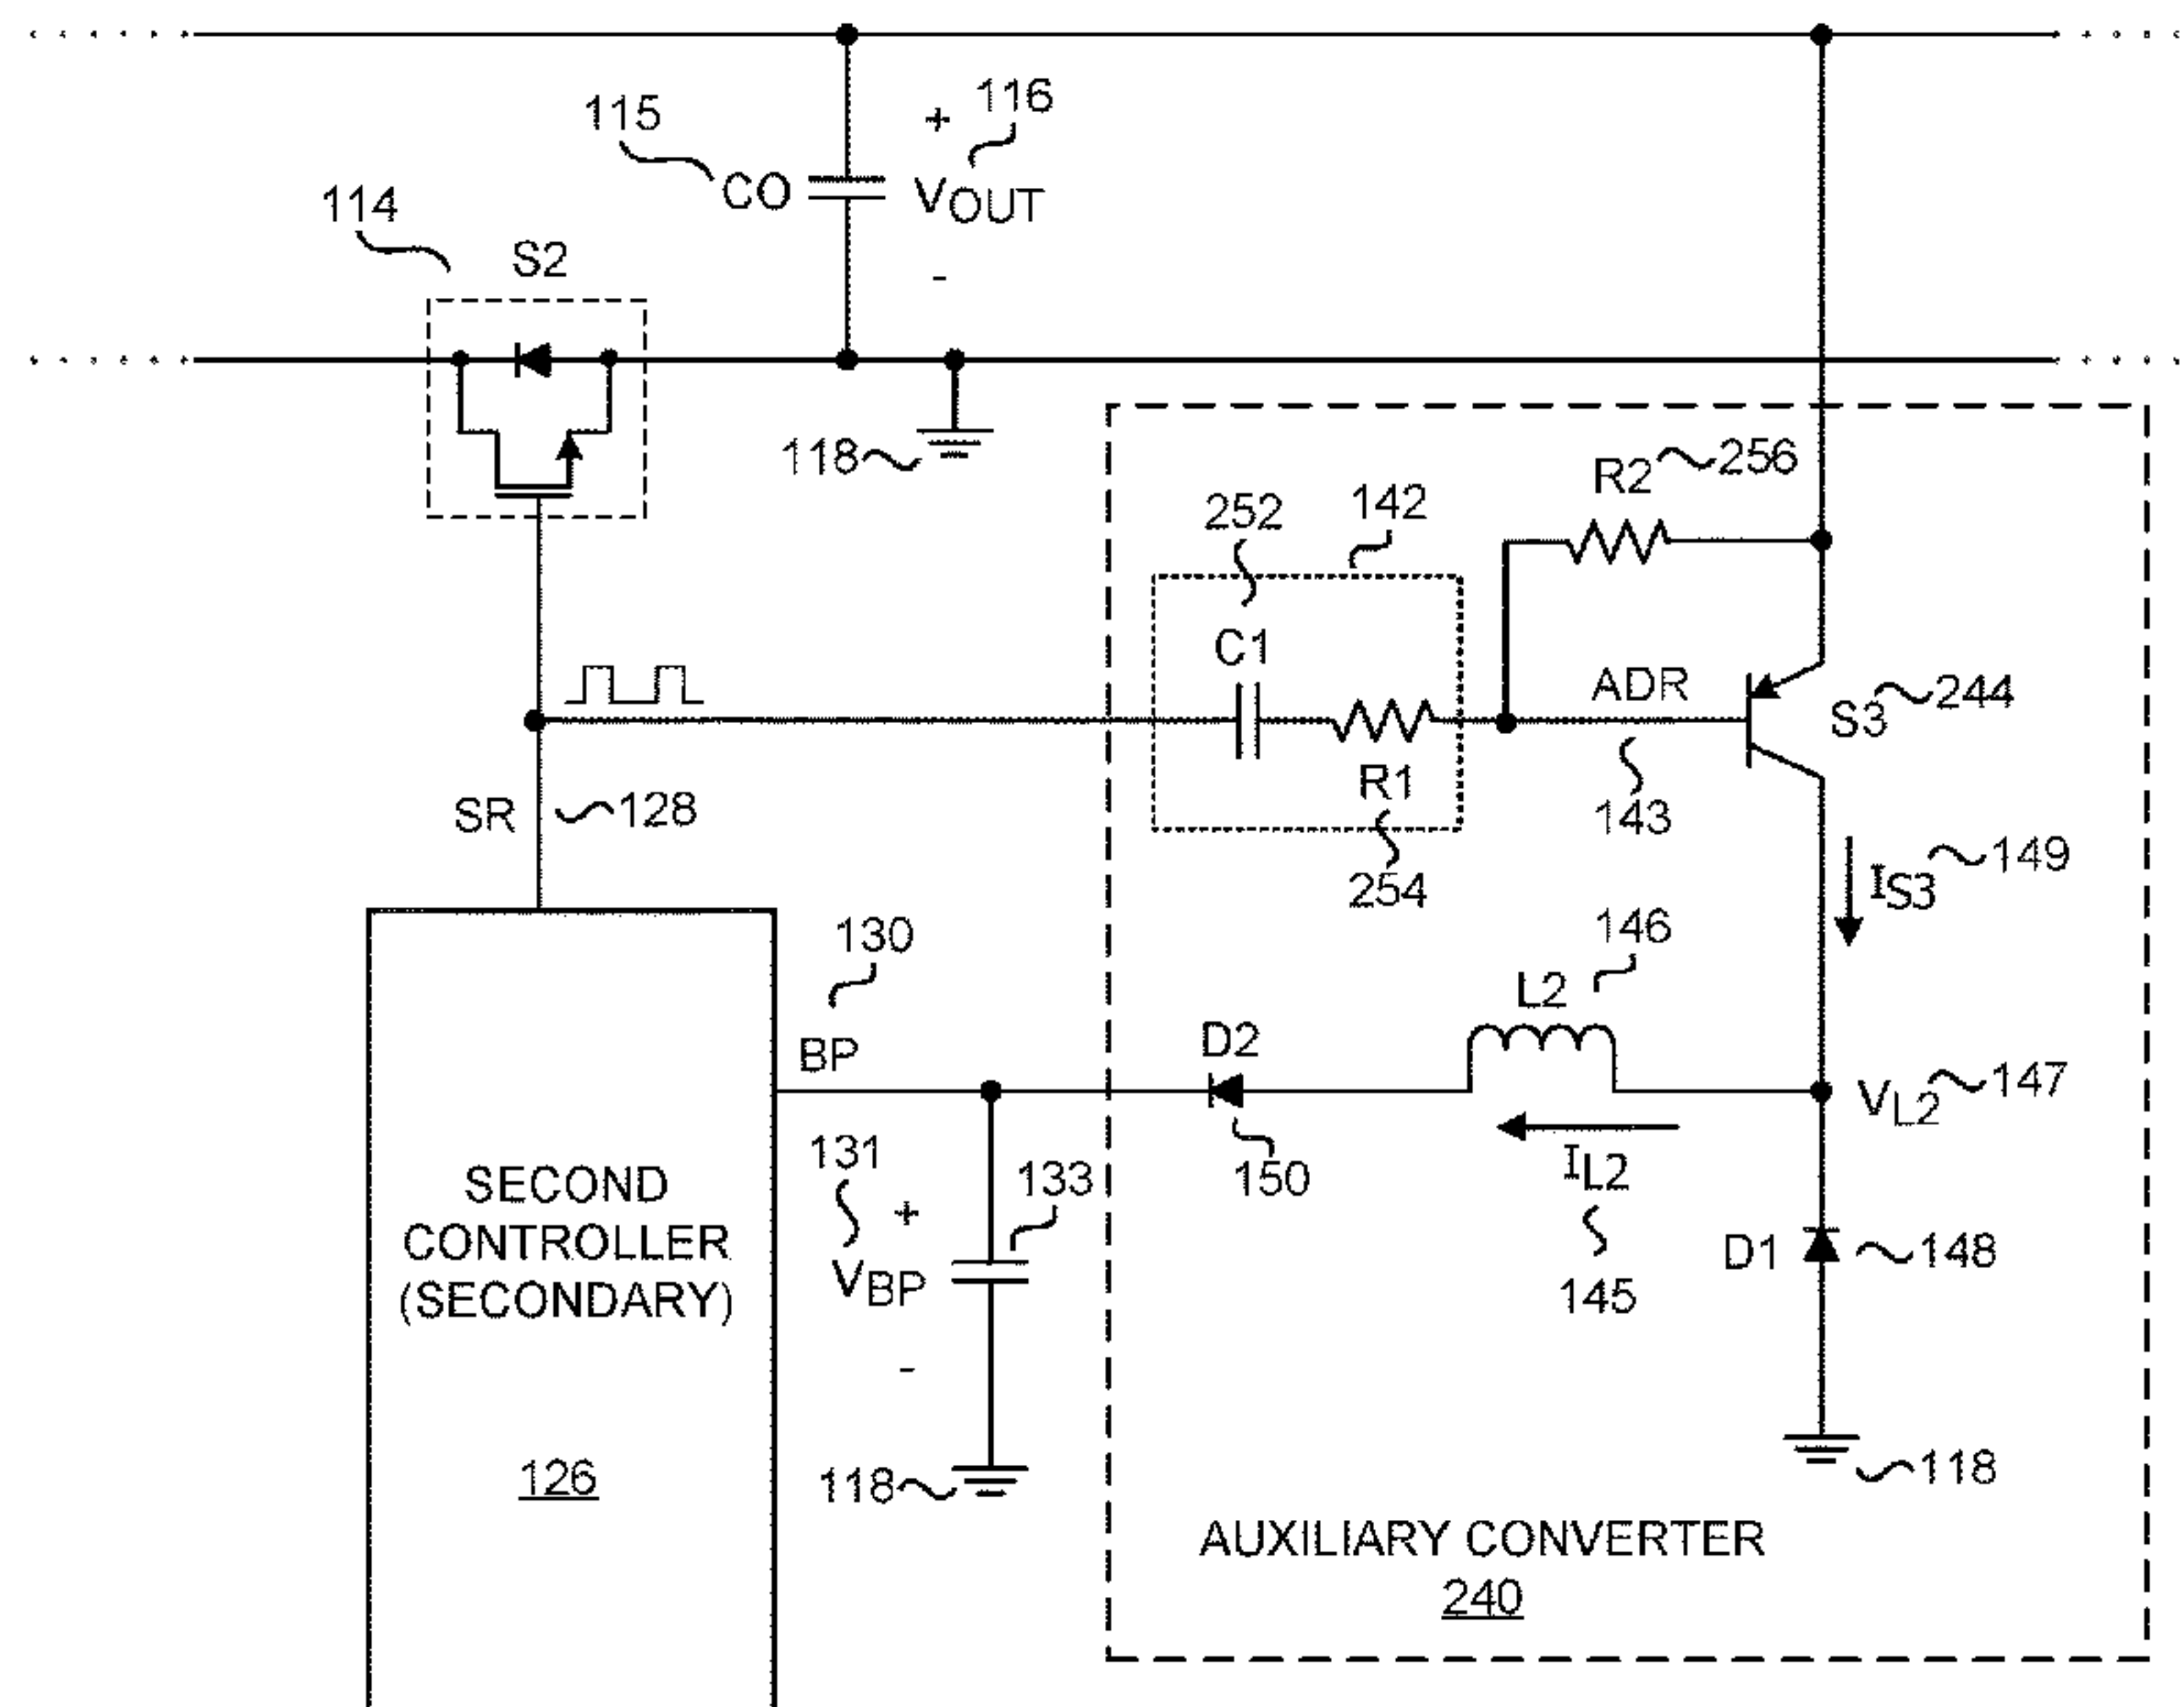 115
CO
+
116
VOUT
-
114
S2
118
R2
256
252
142
C1
ADR
S3
244
R1
143
254
SR
128
IS3
149
130
146
BP
D2
L2
VL2
147
131
+
133
150
IL2
VBP
145
D1
148
-
SECOND
CONTROLLER
(SECONDARY)
126
118
118
AUXILIARY CONVERTER
240